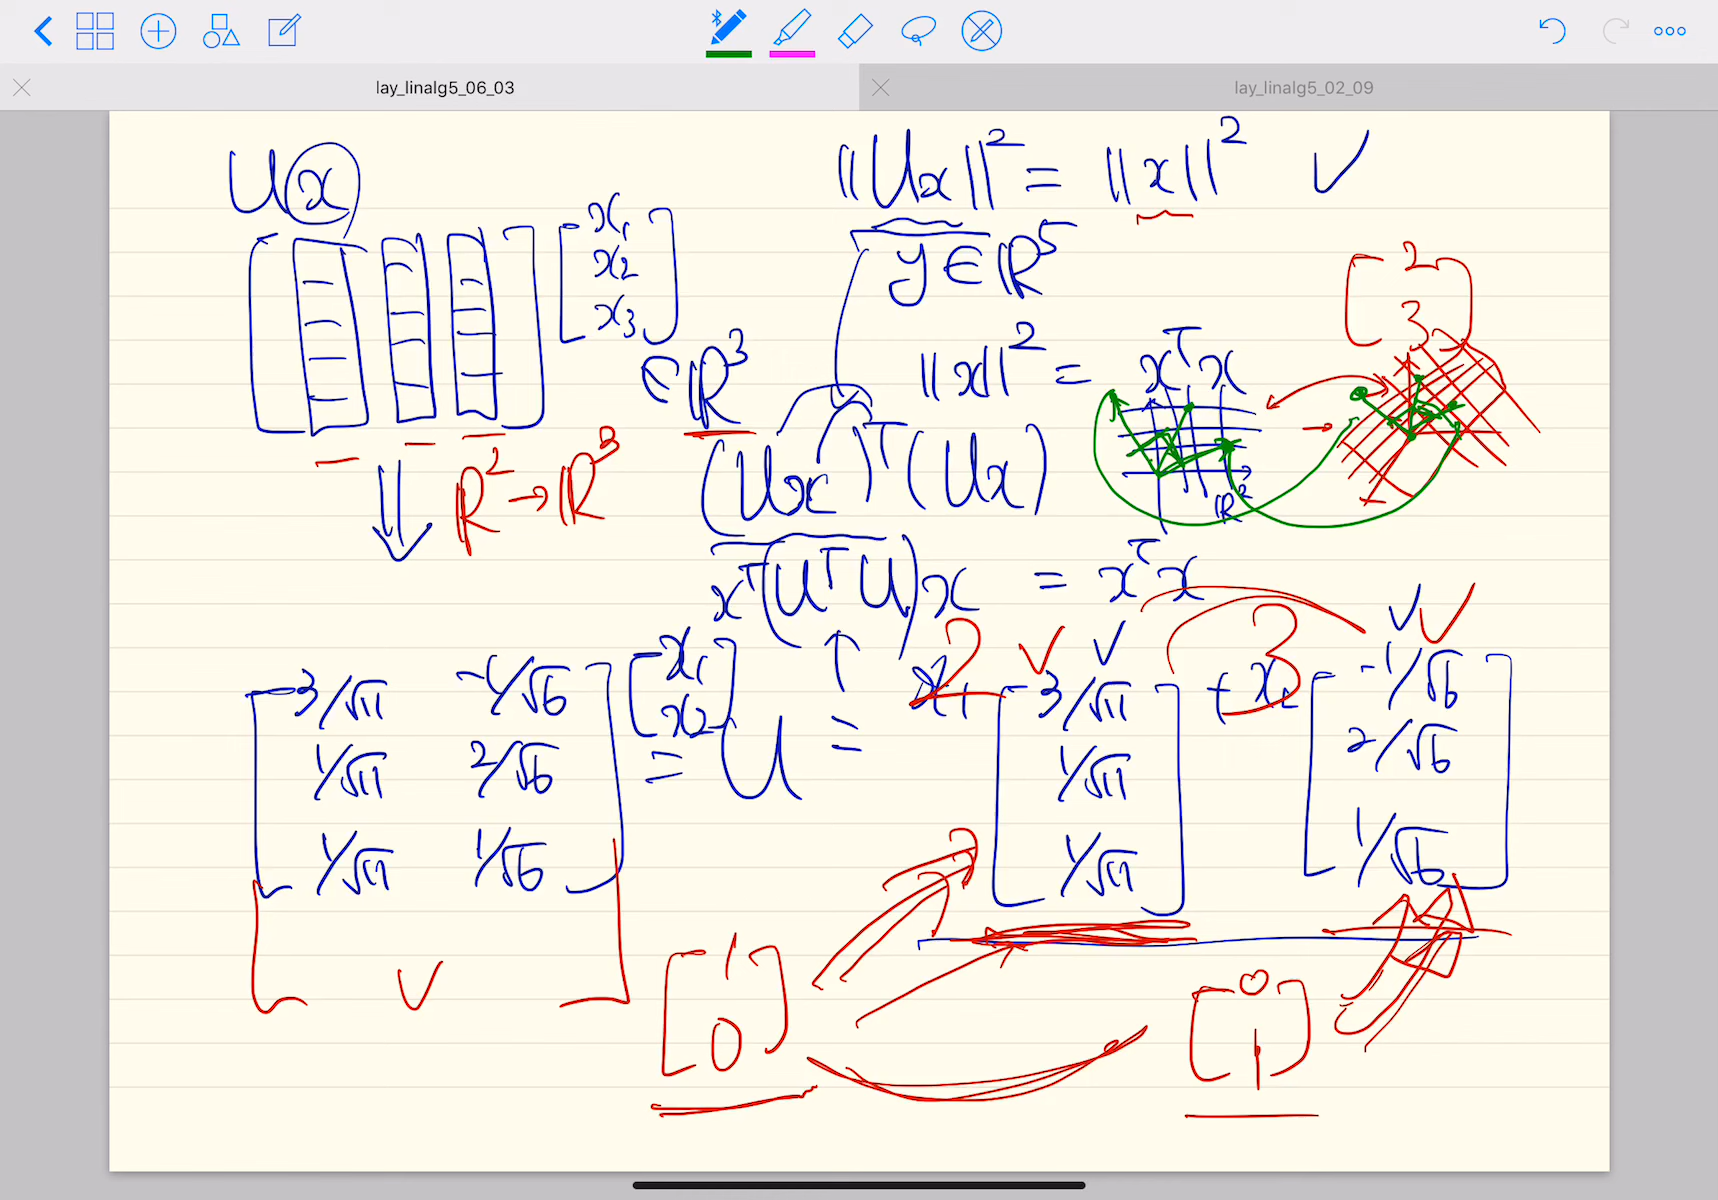 lay_linalg5_06_03
lay_linalg5_02_09
Ux
||Ux||² = ||x||² ✓
x₁
x₂
x₃
∈ ℝ³
y ∈ ℝ⁵
2
3
||x||² = xᵀx
ℝ² → ℝ³
(Ux)ᵀ(Ux)
ℝ²
xᵀ(UᵀU)x = xᵀx
-3/√11 -1/√6
1/√11 2/√6
1/√11 1/√6
x₁
x₂
= U =
2
-3/√11
1/√11
1/√11
+ x₂
3
-1/√6
2/√6
1/√6
1
0
0
1